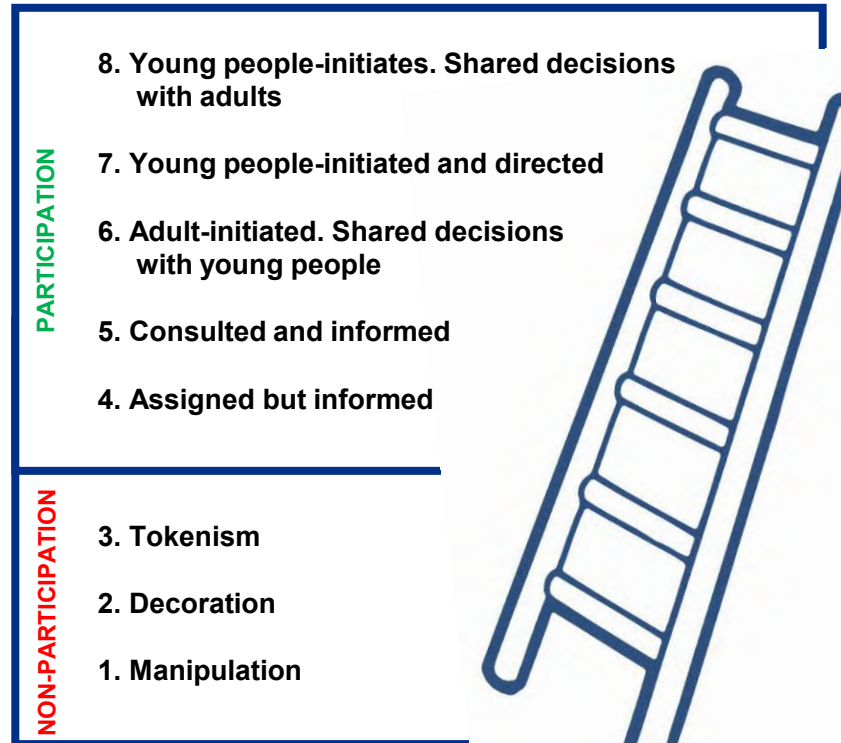 PARTICIPATION
8. Young people-initiates. Shared decisions
with adults
7. Young people-initiated and directed
6. Adult-initiated. Shared decisions
with young people
5. Consulted and informed
4. Assigned but informed
NON-PARTICIPATION
3. Tokenism
2. Decoration
1. Manipulation